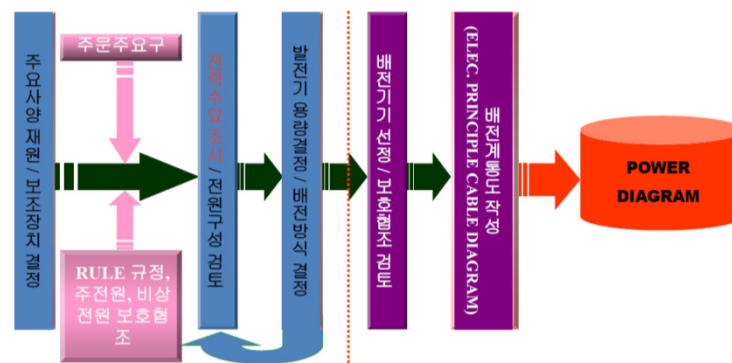 주문주요구
주요사양 재원 / 보조장치 결정
RULE 규정,
주전원, 비상
전원 보호협
조
전력수요조사 / 전원구성 검토
발전기 용량결정 / 배전방식 결정
배전기기 선정 / 보호협조 검토
배전계통도 작성
(ELEC. PRINCIPLE CABLE DIAGRAM)
POWER
DIAGRAM